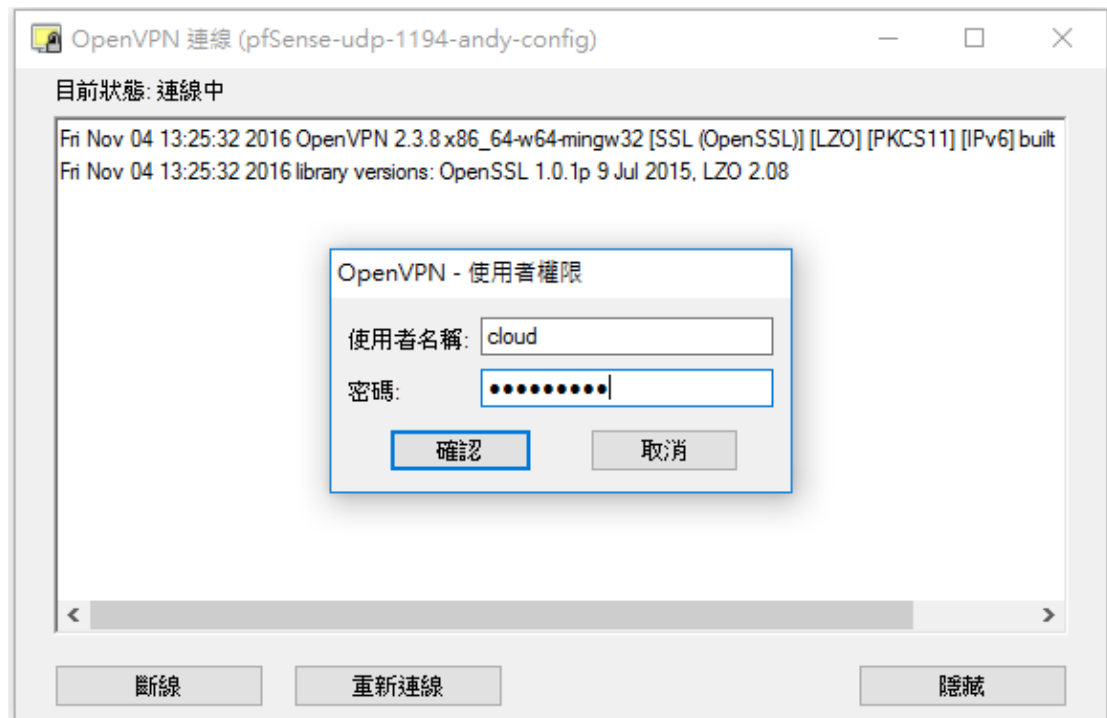 OpenVPN 連線 (pfSense-udp-1194-andy-config)
目前狀態: 連線中
Fri Nov 04 13:25:32 2016 OpenVPN 2.3.8 x86_64-w64-mingw32 [SSL (OpenSSL)] [LZO] [PKCS11] [IPv6] built
Fri Nov 04 13:25:32 2016 library versions: OpenSSL 1.0.1p 9 Jul 2015, LZO 2.08
OpenVPN - 使用者權限
使用者名稱: cloud
密碼: ●●●●●●●●●
確認 取消
斷線 重新連線 隱藏